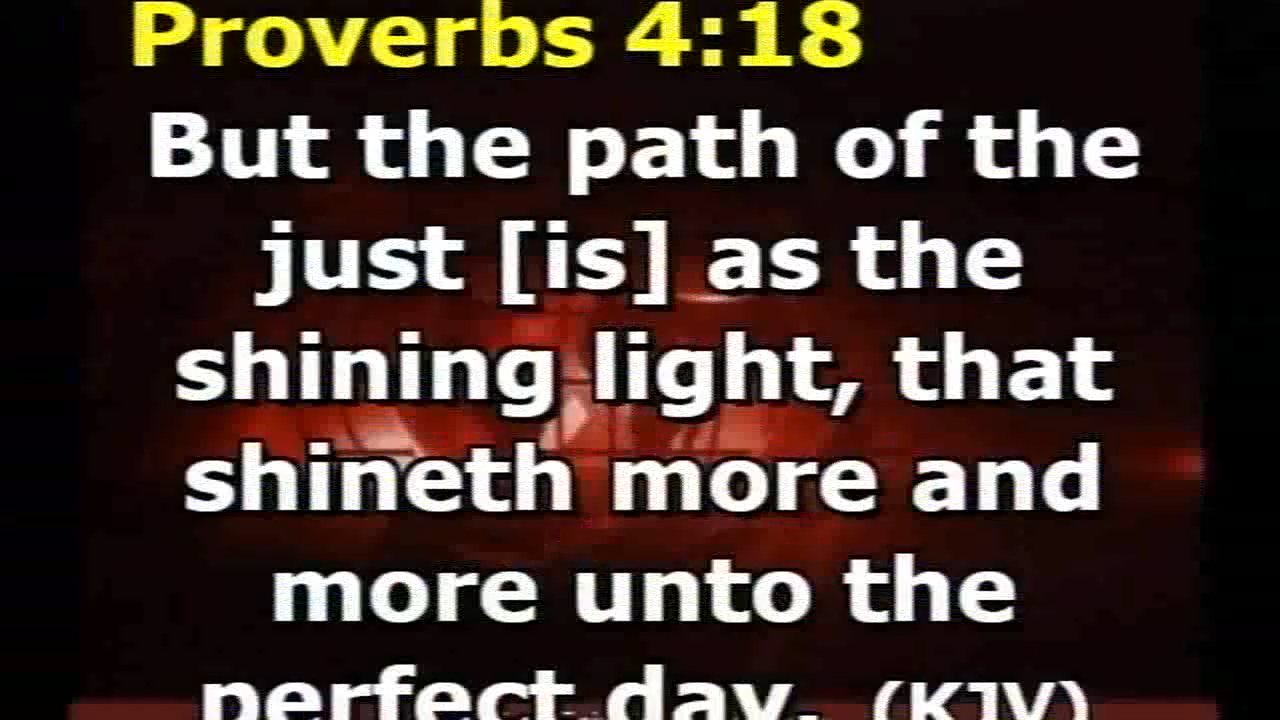 Proverbs 4:18
But the path of the
just [is] as the
shining light, that
shineth more and
more unto the
perfect day. (KJV)